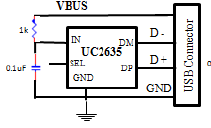 VBUS
1k
IN
D-
UC2635
DM
SEL
D+
0.1uF
DP
GND
GND
USB Connector